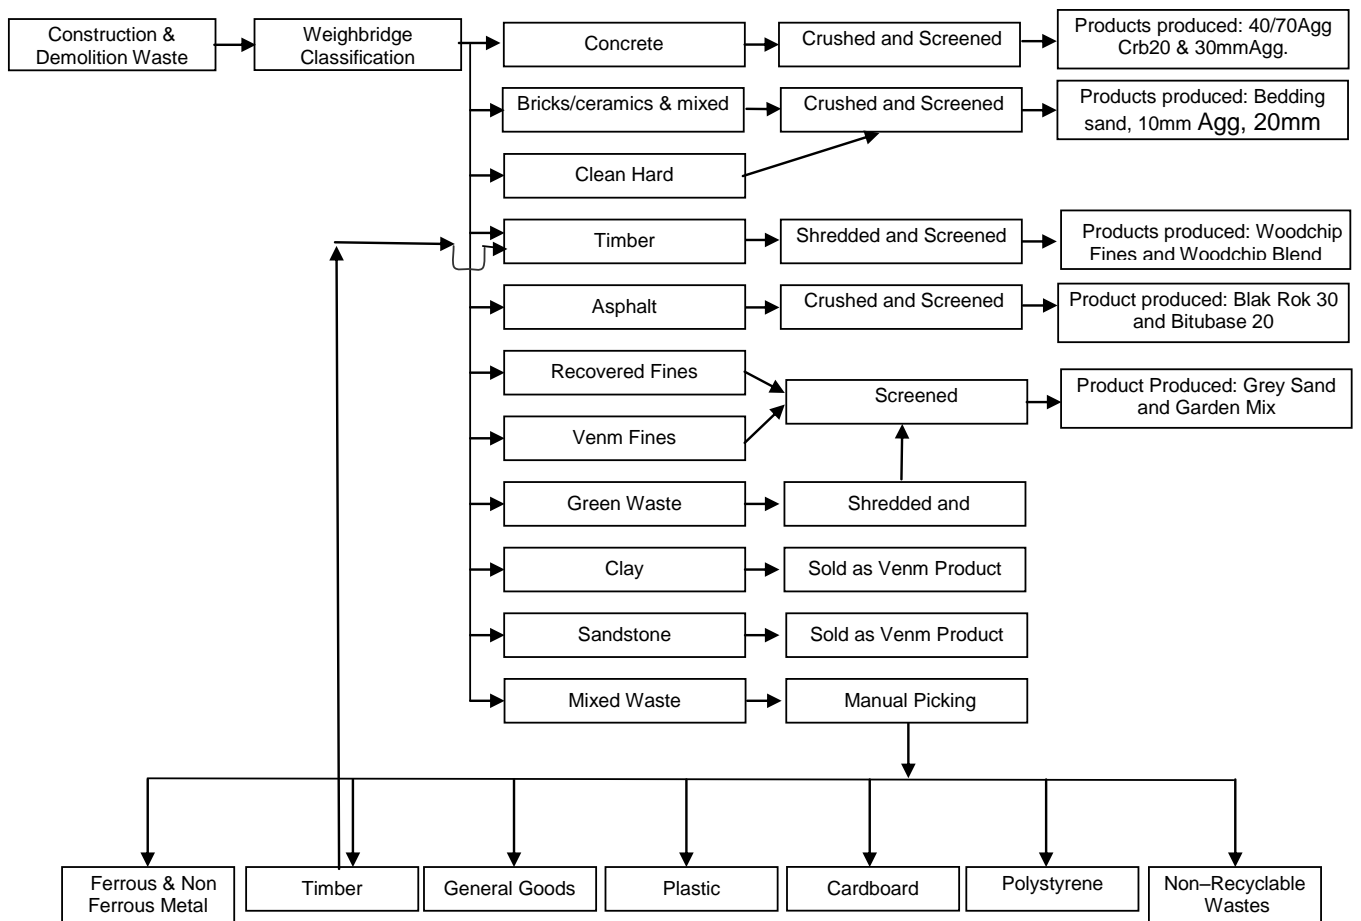 Construction &
Demolition Waste
Weighbridge
Classification
Concrete
Crushed and Screened
Products produced: 40/70Agg
Crb20 & 30mmAgg.
Bricks/ceramics & mixed
Crushed and Screened
Products produced: Bedding
sand, 10mm Agg, 20mm
Clean Hard
Timber
Shredded and Screened
Products produced: Woodchip
Fines and Woodchip Blend
Asphalt
Crushed and Screened
Product produced: Blak Rok 30
and Bitubase 20
Recovered Fines
Screened
Product Produced: Grey Sand
and Garden Mix
Venm Fines
Green Waste
Shredded and
Clay
Sold as Venm Product
Sandstone
Sold as Venm Product
Mixed Waste
Manual Picking
Ferrous & Non
Ferrous Metal
Timber
General Goods
Plastic
Cardboard
Polystyrene
Non–Recyclable
Wastes